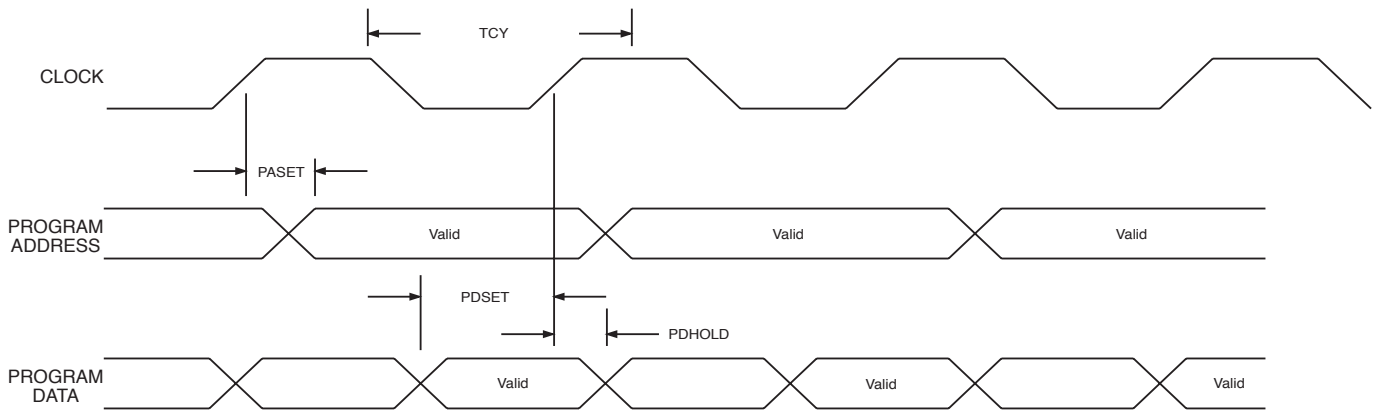 TCY
CLOCK
PASET
PROGRAM
ADDRESS
Valid
Valid
Valid
PDSET
PDHOLD
PROGRAM
DATA
Valid
Valid
Valid